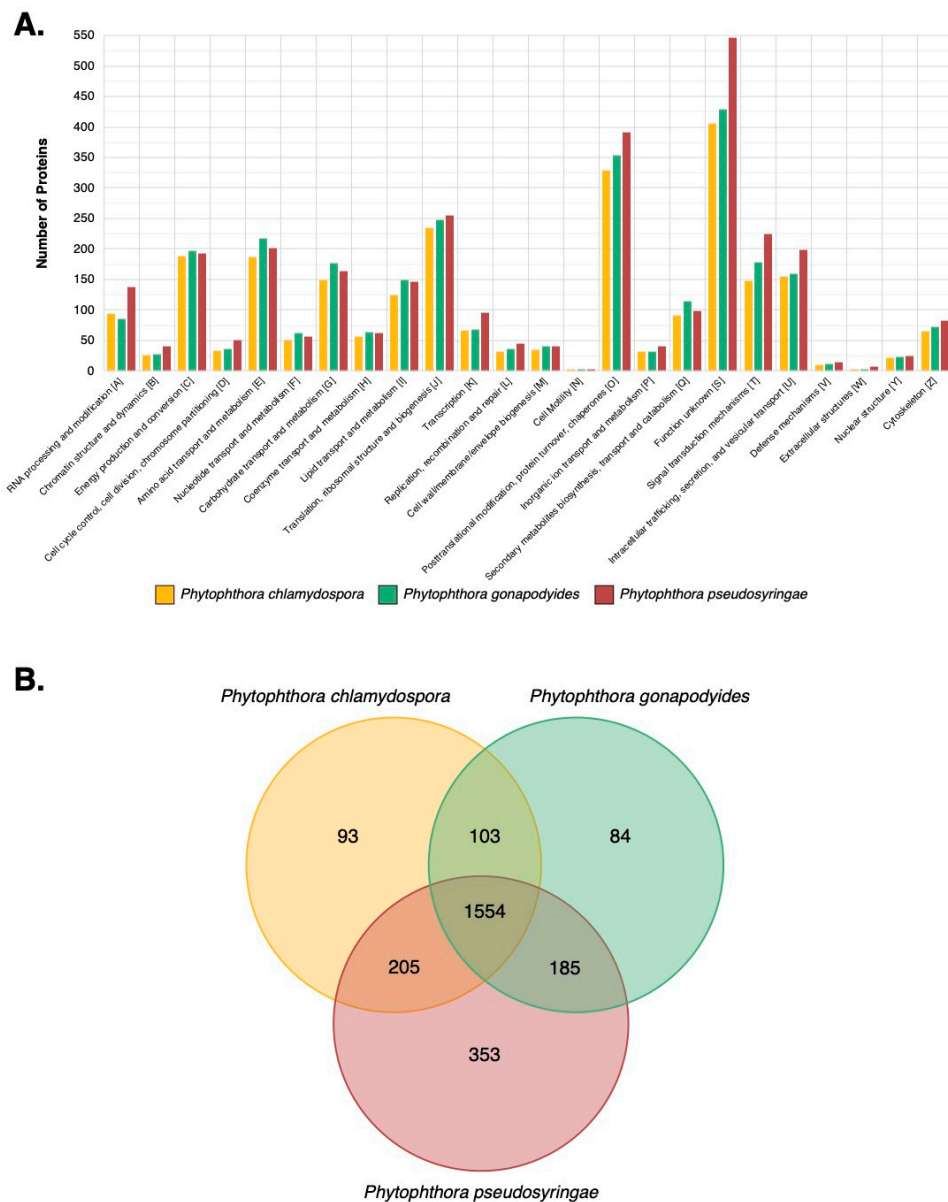 A.
550
500
450
400
350
300
250
200
150
100
50
0
Number of Proteins
RNA processing and modification [A]
Chromatin structure and dynamics [B]
Energy production and conversion [C]
Cell cycle control, cell division, chromosome partitioning [D]
Amino acid transport and metabolism [E]
Nucleotide transport and metabolism [F]
Carbohydrate transport and metabolism [G]
Coenzyme transport and metabolism [H]
Lipid transport and metabolism [I]
Translation, ribosomal structure and biogenesis [J]
Transcription [K]
Replication, recombination and repair [L]
Cell wall/membrane/envelope biogenesis [M]
Cell Motility [N]
Posttranslational modification, protein turnover, chaperones [O]
Inorganic ion transport and metabolism [P]
Secondary metabolites biosynthesis, transport and catabolism [Q]
Function unknown [S]
Signal transduction mechanisms [T]
Intracellular trafficking, secretion, and vesicular transport [U]
Defense mechanisms [V]
Extracellular structures [W]
Nuclear structure [Y]
Cytoskeleton [Z]
Phytophthora chlamydospora Phytophthora gonapodyides Phytophthora pseudosyringae
B.
Phytophthora chlamydospora Phytophthora gonapodyides
93 103 84
1554
205 185
353
Phytophthora pseudosyringae